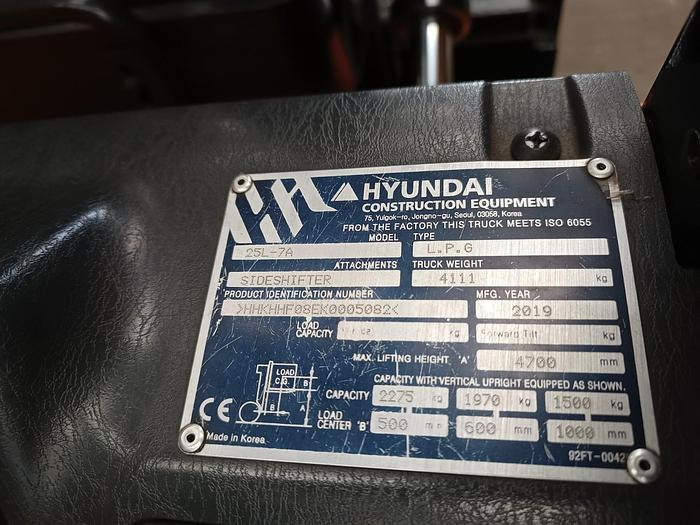 HYUNDAI
CONSTRUCTION EQUIPMENT
75, Yulgok-ro, Jongno-gu, Seoul, 03058, Korea
FROM THE FACTORY THIS TRUCK MEETS ISO 6055
MODEL TYPE
25L-7A L.P.G
ATTACHMENTS TRUCK WEIGHT
SIDESHIFTER 4111 kg
PRODUCT IDENTIFICATION NUMBER MFG. YEAR
>HHKHHF08EK0005082< 2019
LOAD CAPACITY kg Forward Tilt.
MAX. LIFTING HEIGHT 'A' 4700 mm
CAPACITY WITH VERTICAL UPRIGHT EQUIPPED AS SHOWN.
LOAD
C.G. B
B A
CAPACITY 2275 kg 1970 kg 1500 kg
LOAD CENTER 'B' 500 mm 600 mm 1000 mm
CE
Made in Korea 92FT-0042